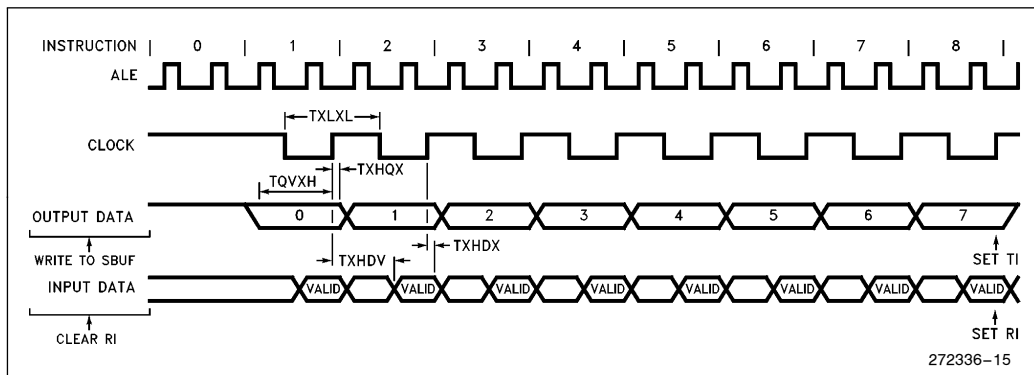 INSTRUCTION | 0 | 1 | 2 | 3 | 4 | 5 | 6 | 7 | 8 |
ALE
TXLXL
CLOCK
TXHQX
TQVXH
OUTPUT DATA 0 1 2 3 4 5 6 7
WRITE TO SBUF
SET TI
TXHDX
TXHDV
INPUT DATA VALID VALID VALID VALID VALID VALID VALID VALID
CLEAR RI
SET RI
272336-15